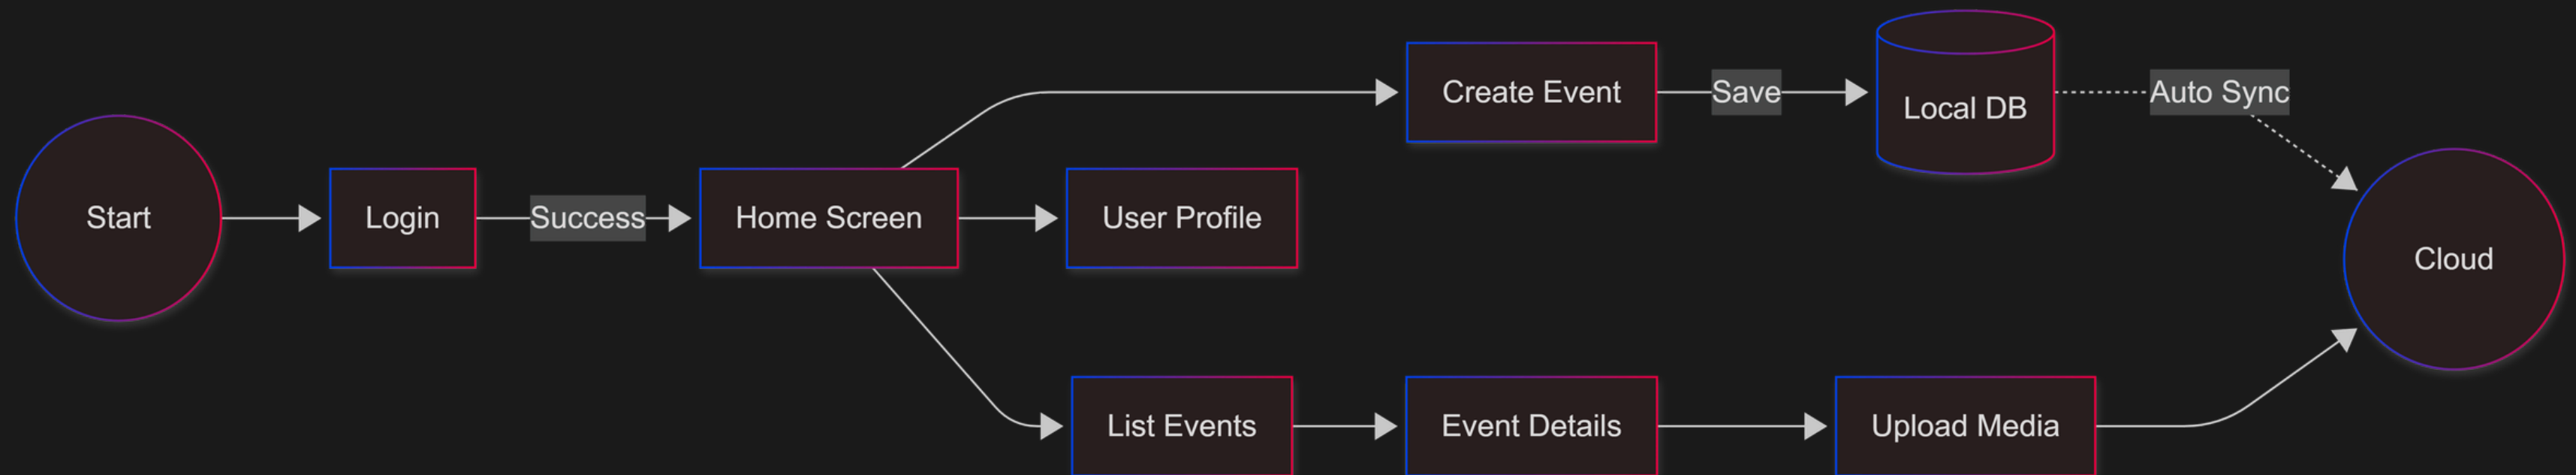 Start
Login
Success
Home Screen
Create Event
Save
Local DB
Auto Sync
User Profile
Cloud
List Events
Event Details
Upload Media